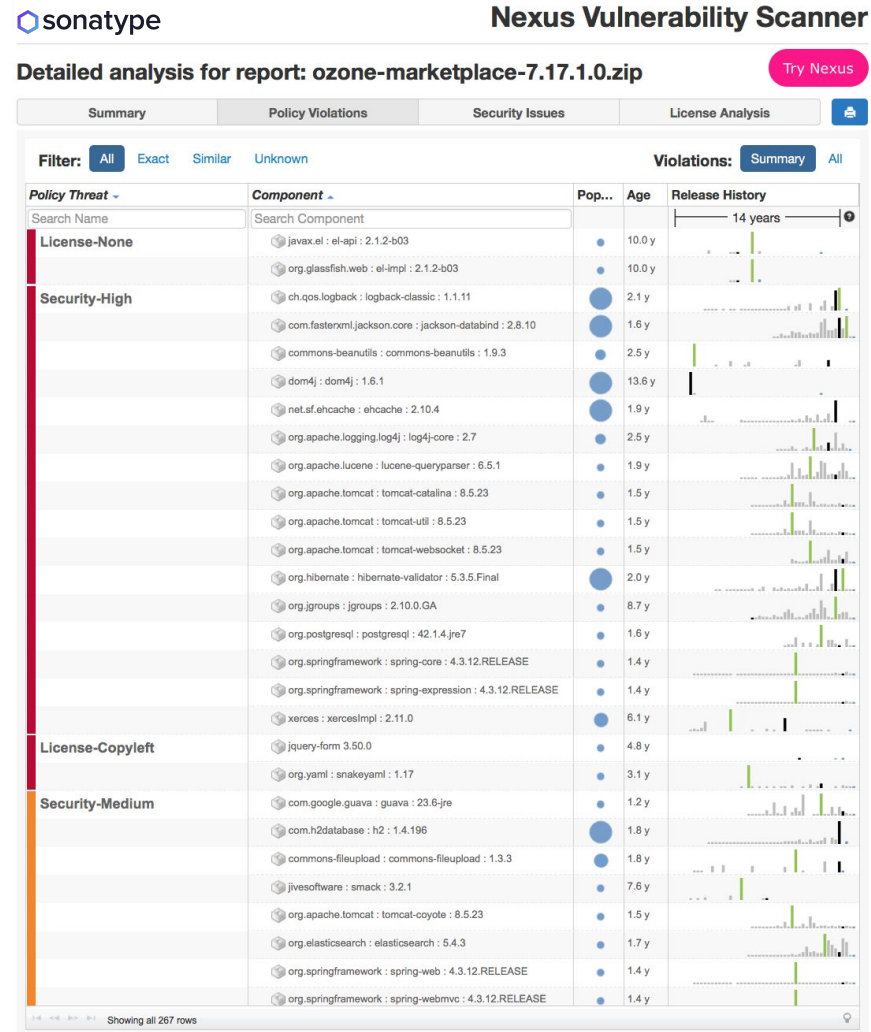 sonatype
Nexus Vulnerability Scanner
Detailed analysis for report: ozone-marketplace-7.17.1.0.zip
Try Nexus
Summary Policy Violations Security Issues License Analysis
Filter: All Exact Similar Unknown Violations: Summary All
Policy Threat Component Pop... Age Release History
Search Name Search Component 14 years ?
License-None javax.el : el-api : 2.1.2-b03 10.0 y
org.glassfish.web : el-impl : 2.1.2-b03 10.0 y
Security-High ch.qos.logback : logback-classic : 1.1.11 2.1 y
com.fasterxml.jackson.core : jackson-databind : 2.8.10 1.6 y
commons-beanutils : commons-beanutils : 1.9.3 2.5 y
dom4j : dom4j : 1.6.1 13.6 y
net.sf.ehcache : ehcache : 2.10.4 1.9 y
org.apache.logging.log4j : log4j-core : 2.7 2.5 y
org.apache.lucene : lucene-queryparser : 6.5.1 1.9 y
org.apache.tomcat : tomcat-catalina : 8.5.23 1.5 y
org.apache.tomcat : tomcat-util : 8.5.23 1.5 y
org.apache.tomcat : tomcat-websocket : 8.5.23 1.5 y
org.hibernate : hibernate-validator : 5.3.5.Final 2.0 y
org.jgroups : jgroups : 2.10.0.GA 8.7 y
org.postgresql : postgresql : 42.1.4.jre7 1.6 y
org.springframework : spring-core : 4.3.12.RELEASE 1.4 y
org.springframework : spring-expression : 4.3.12.RELEASE 1.4 y
xerces : xercesImpl : 2.11.0 6.1 y
License-Copyleft jquery-form 3.50.0 4.8 y
org.yaml : snakeyaml : 1.17 3.1 y
Security-Medium com.google.guava : guava : 23.6-jre 1.2 y
com.h2database : h2 : 1.4.196 1.8 y
commons-fileupload : commons-fileupload : 1.3.3 1.8 y
jivesoftware : smack : 3.2.1 7.6 y
org.apache.tomcat : tomcat-coyote : 8.5.23 1.5 y
org.elasticsearch : elasticsearch : 5.4.3 1.7 y
org.springframework : spring-web : 4.3.12.RELEASE 1.4 y
org.springframework : spring-webmvc : 4.3.12.RELEASE 1.4 y
Showing all 267 rows